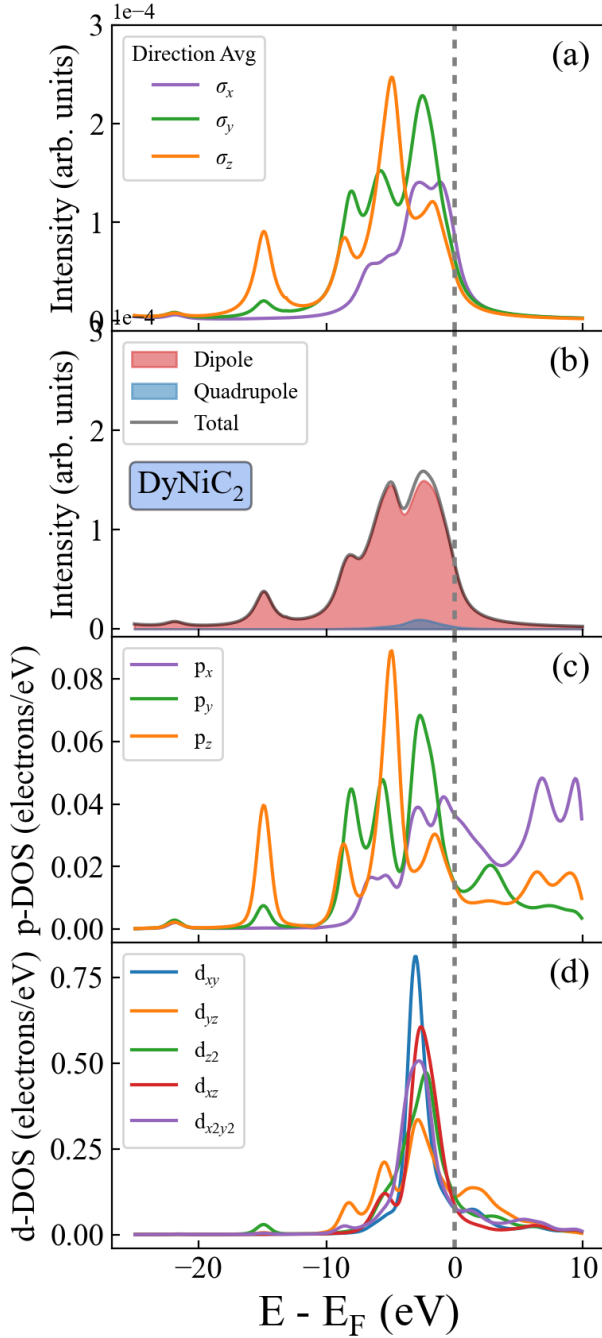 1e−4
3
(a)
Direction Avg
σx
σy
σz
2
1
0
Intensity (arb. units)
1e−4
3
(b)
Dipole
Quadrupole
Total
2
DyNiC2
1
0
Intensity (arb. units)
(c)
px
py
pz
0.08
0.06
0.04
0.02
0.00
p-DOS (electrons/eV)
(d)
dxy
dyz
dz2
dxz
dx2y2
0.75
0.50
0.25
0.00
d-DOS (electrons/eV)
−20 −10 0 10
E - EF (eV)